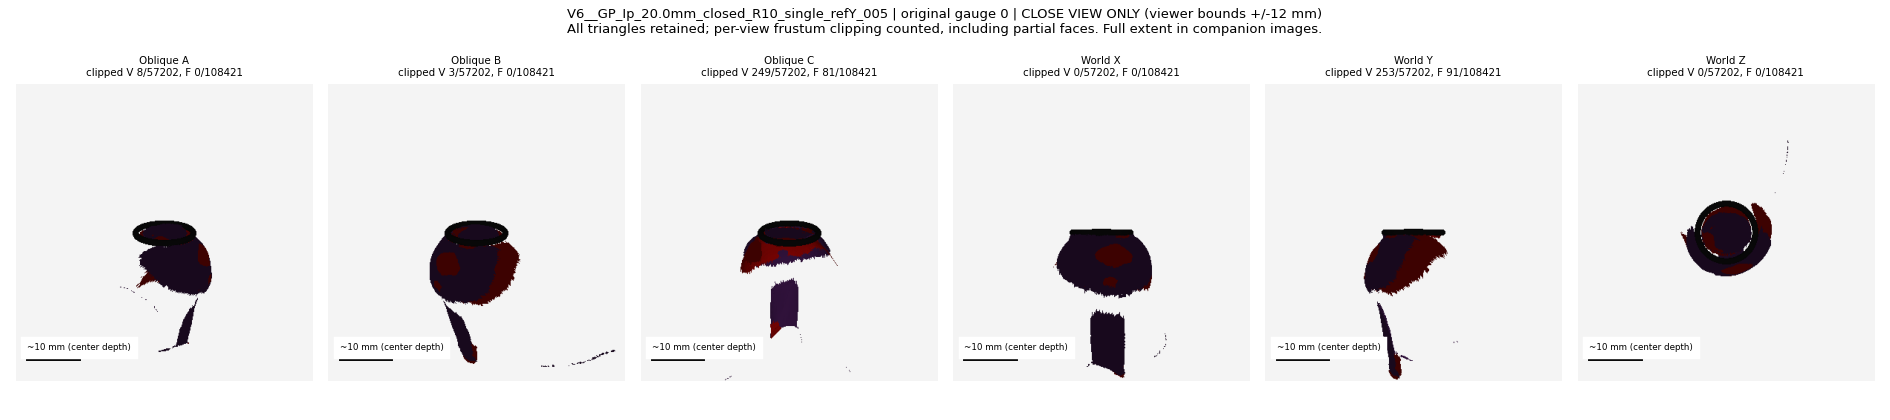 V6__GP_Ip_20.0mm_closed_R10_single_refY_005 | original gauge 0 | CLOSE VIEW ONLY (viewer bounds +/-12 mm)
All triangles retained; per-view frustum clipping counted, including partial faces. Full extent in companion images.
Oblique A
clipped V 8/57202, F 0/108421
Oblique B
clipped V 3/57202, F 0/108421
Oblique C
clipped V 249/57202, F 81/108421
World X
clipped V 0/57202, F 0/108421
World Y
clipped V 253/57202, F 91/108421
World Z
clipped V 0/57202, F 0/108421
~10 mm (center depth)
~10 mm (center depth)
~10 mm (center depth)
~10 mm (center depth)
~10 mm (center depth)
~10 mm (center depth)